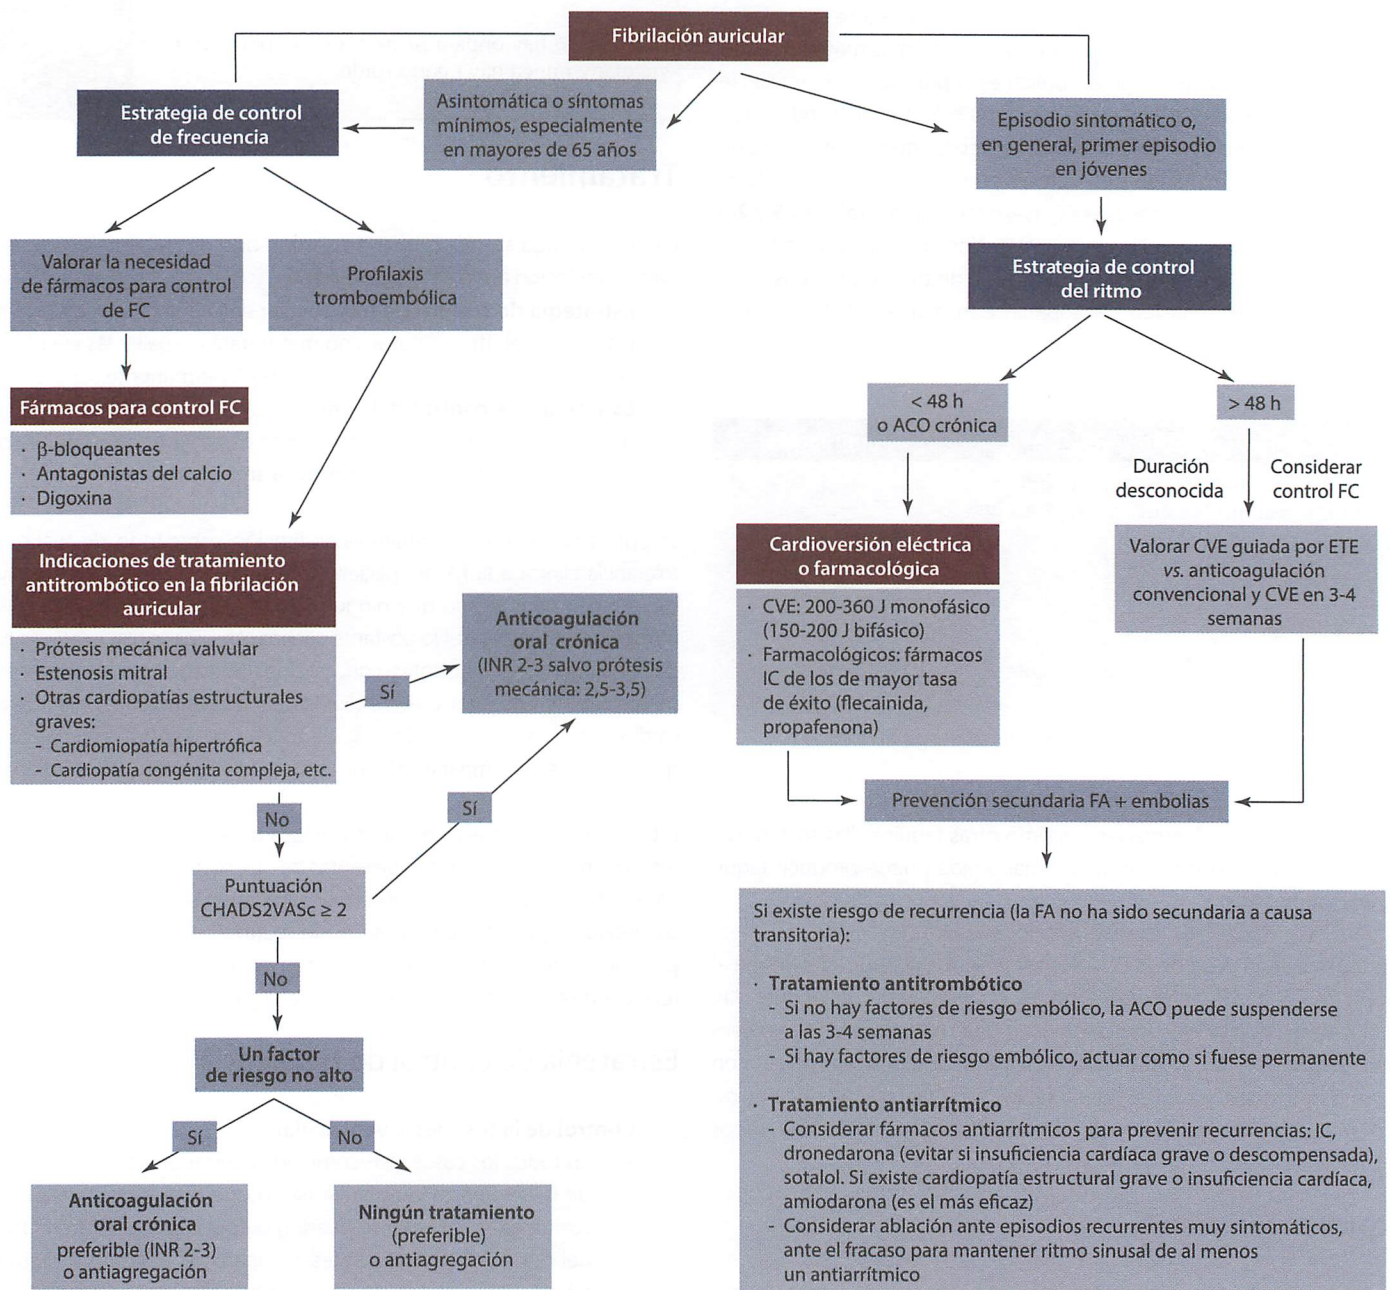 Fibrilación auricular
Estrategia de control
de frecuencia
Asintomática o síntomas
mínimos, especialmente
en mayores de 65 años
Episodio sintomático o,
en general, primer episodio
en jóvenes
Valorar la necesidad
de fármacos para control
de FC
Profilaxis
tromboembólica
Estrategia de control
del ritmo
Fármacos para control FC
· β-bloqueantes
· Antagonistas del calcio
· Digoxina
< 48 h
o ACO crónica
> 48 h
Duración
desconocida
Considerar
control FC
Indicaciones de tratamiento
antitrombótico en la fibrilación
auricular
· Prótesis mecánica valvular
· Estenosis mitral
· Otras cardiopatías estructurales
graves:
- Cardiomiopatía hipertrófica
- Cardiopatía congénita compleja, etc.
Sí
Anticoagulación
oral crónica
(INR 2-3 salvo prótesis
mecánica: 2,5-3,5)
Cardioversión eléctrica
o farmacológica
· CVE: 200-360 J monofásico
(150-200 J bifásico)
· Farmacológicos: fármacos
IC de los de mayor tasa
de éxito (flecainida,
propafenona)
Valorar CVE guiada por ETE
vs. anticoagulación
convencional y CVE en 3-4
semanas
No
Sí
Prevención secundaria FA + embolias
Puntuación
CHADS2VASc ≥ 2
No
Un factor
de riesgo no alto
Sí
No
Anticoagulación
oral crónica
preferible (INR 2-3)
o antiagregación
Ningún tratamiento
(preferible)
o antiagregación
Si existe riesgo de recurrencia (la FA no ha sido secundaria a causa
transitoria):
· Tratamiento antitrombótico
- Si no hay factores de riesgo embólico, la ACO puede suspenderse
a las 3-4 semanas
- Si hay factores de riesgo embólico, actuar como si fuese permanente
· Tratamiento antiarrítmico
- Considerar fármacos antiarrítmicos para prevenir recurrencias: IC,
dronedarona (evitar si insuficiencia cardíaca grave o descompensada),
sotalol. Si existe cardiopatía estructural grave o insuficiencia cardíaca,
amiodarona (es el más eficaz)
- Considerar ablación ante episodios recurrentes muy sintomáticos,
ante el fracaso para mantener ritmo sinusal de al menos
un antiarrítmico